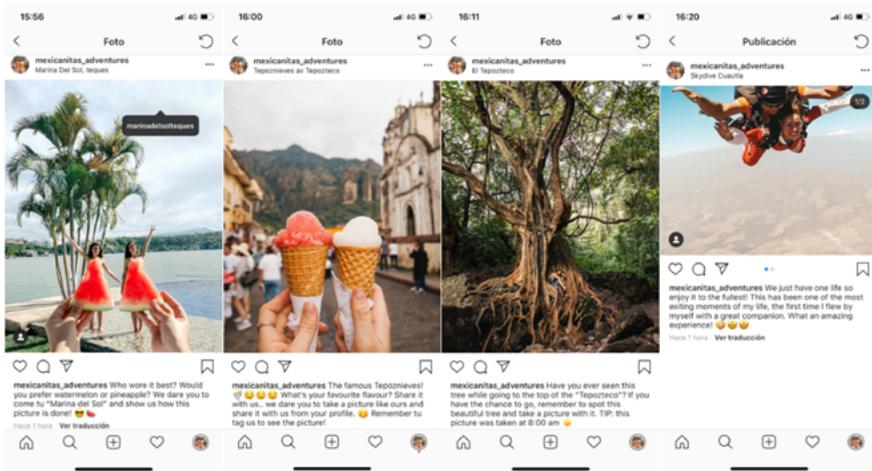 15:56
4G
Foto
mexicanitas_adventures
Marina Del Sol, teques
marinadelsolteques
mexicanitas_adventures Who wore it best? Would
you prefer watermelon or pineapple? We dare you to
come tu "Marina del Sol" and show us how this
picture is done!
Hace 1 hora · Ver traducción
16:00
4G
Foto
mexicanitas_adventures
Tepoznieves av Tepozteco
mexicanitas_adventures The famous Tepoznieves!
What's your favourite flavour? Share it
with us.. we dare you to take a picture like ours and
share it with us from your profile. Remember tu
tag us to see the picture!
16:11
Foto
mexicanitas_adventures
El Tepozteco
mexicanitas_adventures Have you ever seen this
tree while going to the top of the "Tepozteco"? If you
have the chance to go, remember to spot this
beautiful tree and take a picture with it. TIP: this
picture was taken at 8:00 am
16:20
4G
Publicación
mexicanitas_adventures
Skydive Cuautla
1/2
mexicanitas_adventures We just have one life so
enjoy it to the fullest! This has been one of the most
exiting moments of my life, the first time I flew by
myself with a great companion. What an amazing
experience!
Hace 1 hora · Ver traducción